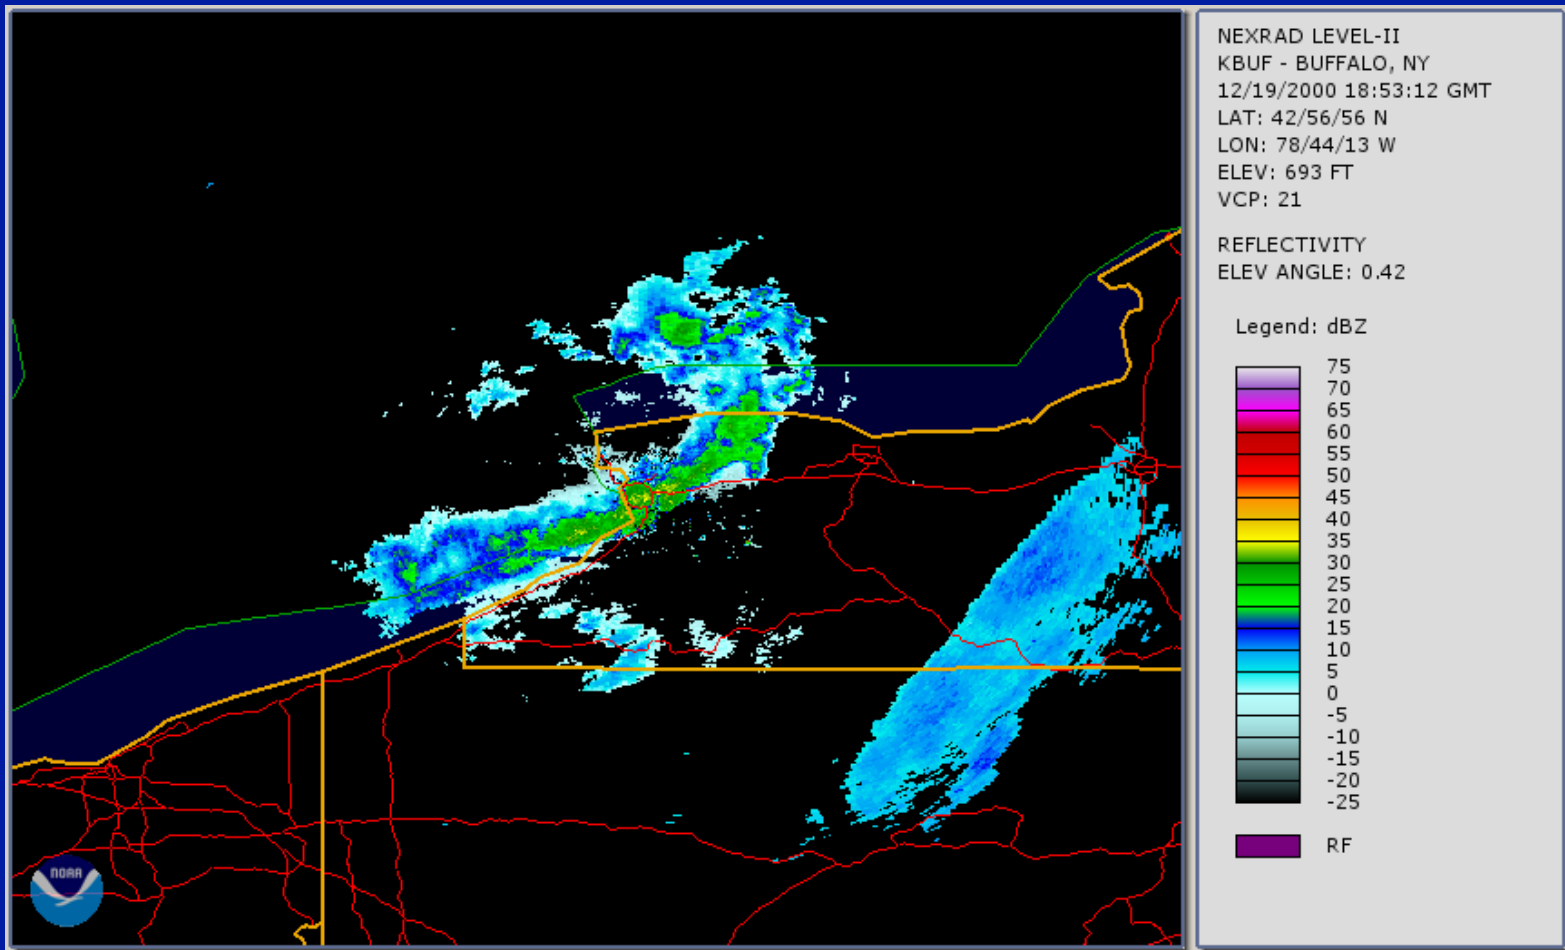 NEXRAD LEVEL-II
KBUF - BUFFALO, NY
12/19/2000 18:53:12 GMT
LAT: 42/56/56 N
LON: 78/44/13 W
ELEV: 693 FT
VCP: 21
REFLECTIVITY
ELEV ANGLE: 0.42
Legend: dBZ
75
70
65
60
55
50
45
40
35
30
25
20
15
10
5
0
-5
-10
-15
-20
-25
RF
NOAA